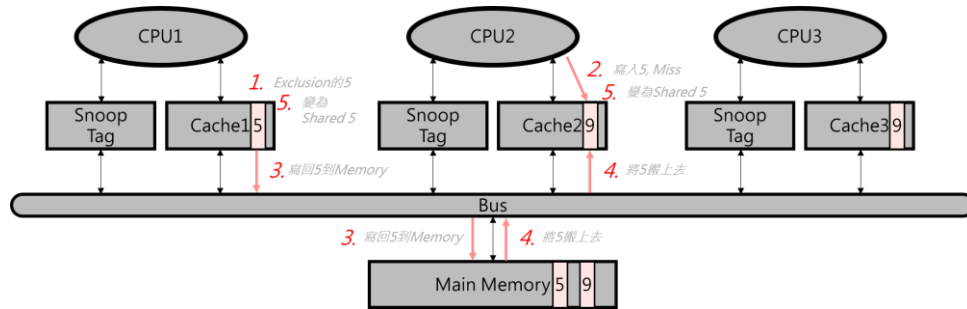 CPU1
CPU2
CPU3
1. Exclusion的5
5. 變為
Shared 5
2. 寫入5, Miss
5. 變為Shared 5
Snoop
Tag
Cache1 5
Snoop
Tag
Cache2 9
Snoop
Tag
Cache3 9
3. 寫回5到Memory
4. 將5搬上去
Bus
3. 寫回5到Memory
4. 將5搬上去
Main Memory 5 9